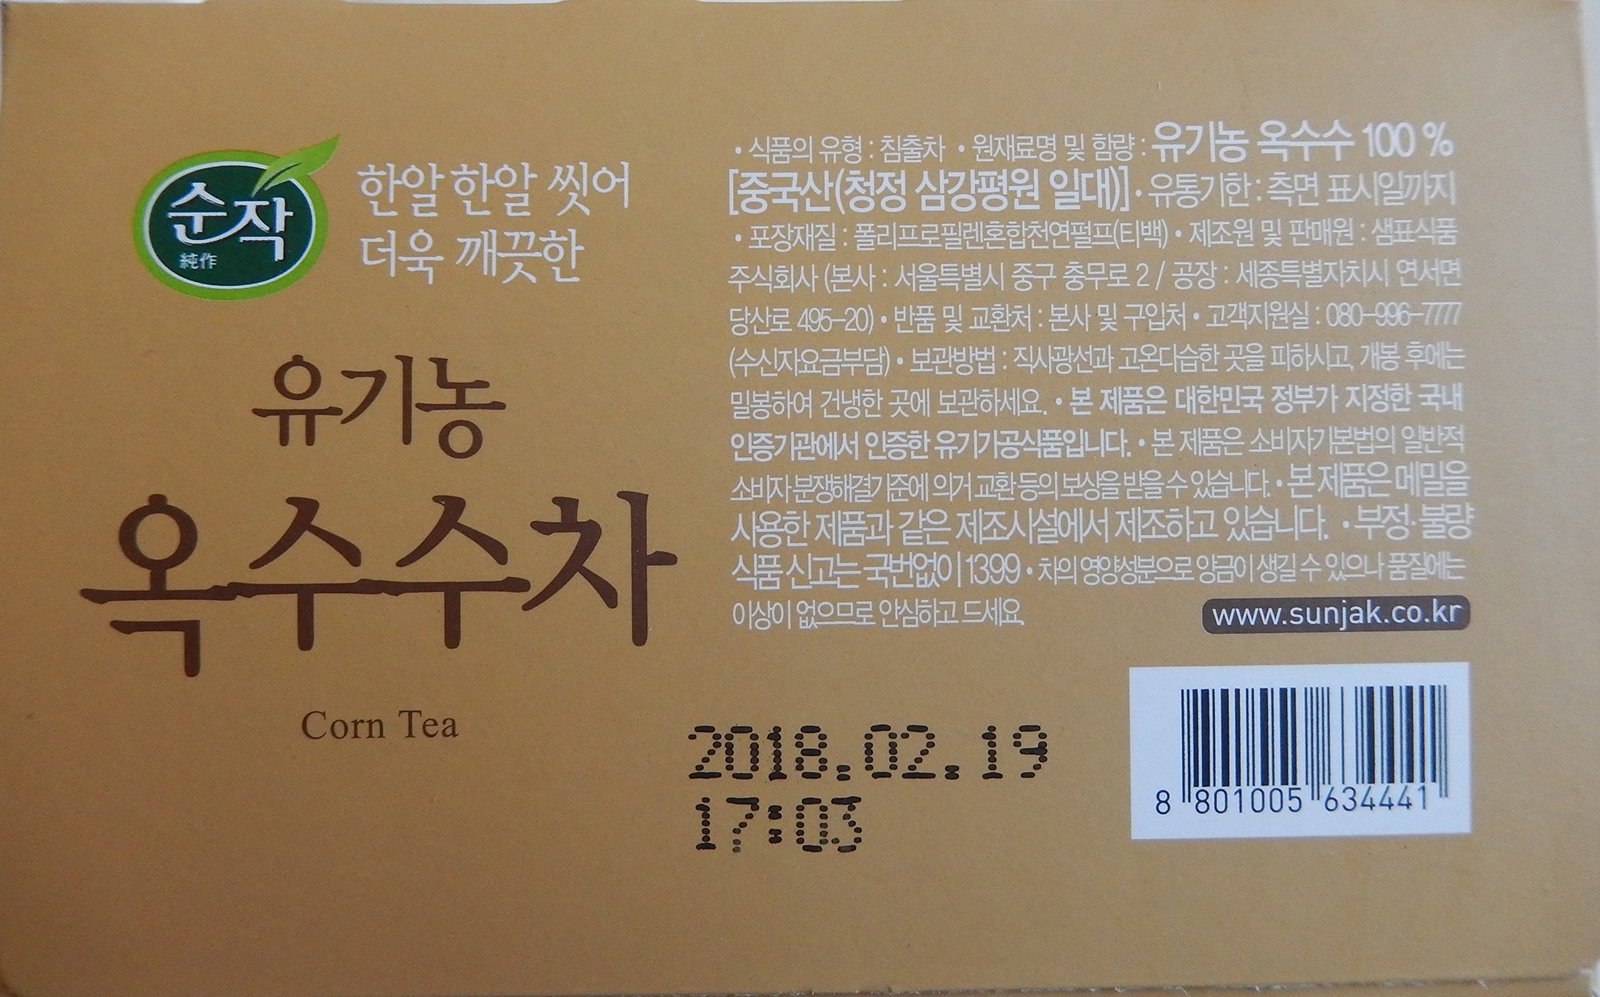 순작
純作
한알 한알 씻어
더욱 깨끗한
유기농
옥수수차
Corn Tea
• 식품의 유형 : 침출차 • 원재료명 및 함량 : 유기농 옥수수 100 %
[중국산(청정 삼강평원 일대)] • 유통기한 : 측면 표시일까지
• 포장재질 : 폴리프로필렌혼합천연펄프(티백) • 제조원 및 판매원 : 샘표식품
주식회사 (본사 : 서울특별시 중구 충무로 2 / 공장 : 세종특별자치시 연서면
당산로 495-20) • 반품 및 교환처 : 본사 및 구입처 • 고객지원실 : 080-996-7777
(수신자요금부담) • 보관방법 : 직사광선과 고온다습한 곳을 피하시고, 개봉 후에는
밀봉하여 건냉한 곳에 보관하세요. • 본 제품은 대한민국 정부가 지정한 국내
인증기관에서 인증한 유기가공식품입니다. • 본 제품은 소비자기본법의 일반적
소비자분쟁해결기준에 의거 교환 등의 보상을 받을 수 있습니다. • 본 제품은 메밀을
사용한 제품과 같은 제조시설에서 제조하고 있습니다. • 부정·불량
식품 신고는 국번없이 1399 • 차의 영양성분으로 앙금이 생길 수 있으나 품질에는
이상이 없으므로 안심하고 드세요.
www.sunjak.co.kr
2018.02.19
17:03
8 801005 634441